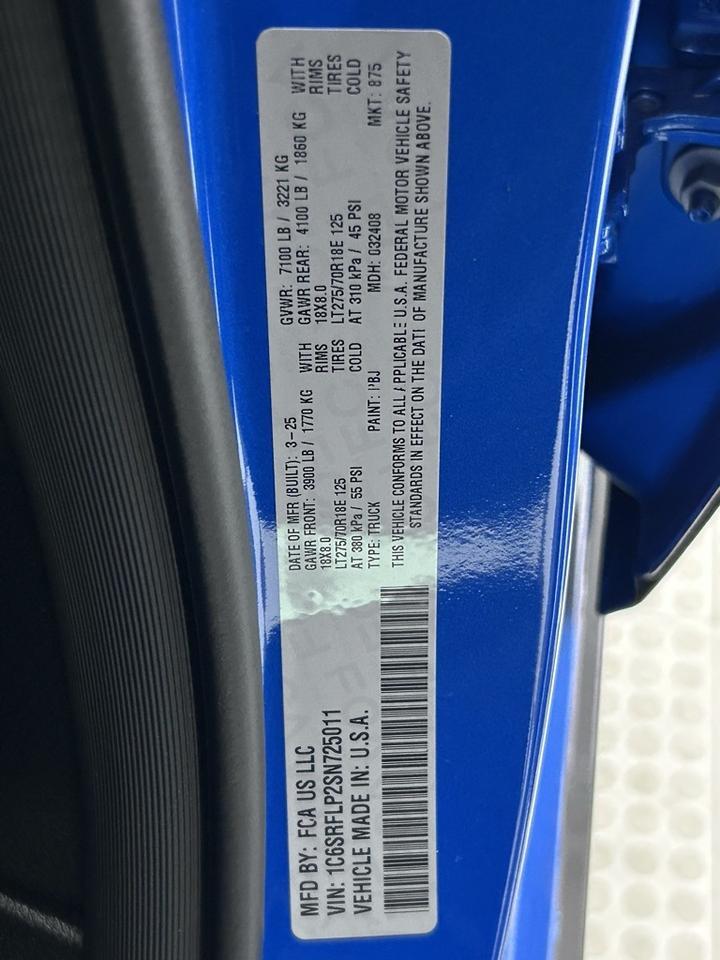 MFD BY: FCA US LLC
VIN: 1C6SRFLP2SN725011
VEHICLE MADE IN: U.S.A.
DATE OF MFR (BUILT): 3-25 GVWR: 7100 LB / 3221 KG
GAWR FRONT: 3900 LB / 1770 KG WITH GAWR REAR: 4100 LB / 1860 KG WITH
18X8.0 RIMS 18X8.0 RIMS
LT275/70R18E 125 TIRES LT275/70R18E 125 TIRES
AT 380 kPa / 55 PSI COLD AT 310 kPa / 45 PSI COLD
TYPE: TRUCK PAINT: PBJ MDH: 032408 MKT: 875
THIS VEHICLE CONFORMS TO ALL APPLICABLE U.S.A. FEDERAL MOTOR VEHICLE SAFETY
STANDARDS IN EFFECT ON THE DATE OF MANUFACTURE SHOWN ABOVE.